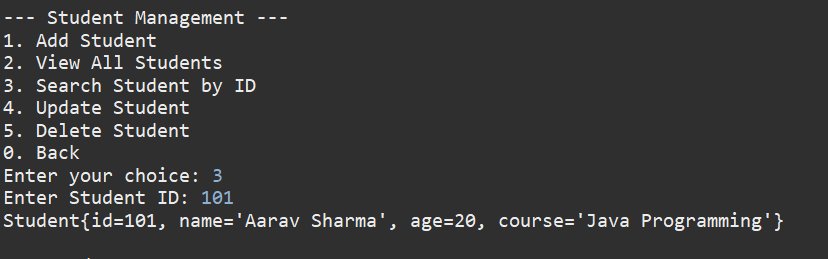 --- Student Management ---
1. Add Student
2. View All Students
3. Search Student by ID
4. Update Student
5. Delete Student
0. Back
Enter your choice: 3
Enter Student ID: 101
Student{id=101, name='Aarav Sharma', age=20, course='Java Programming'}